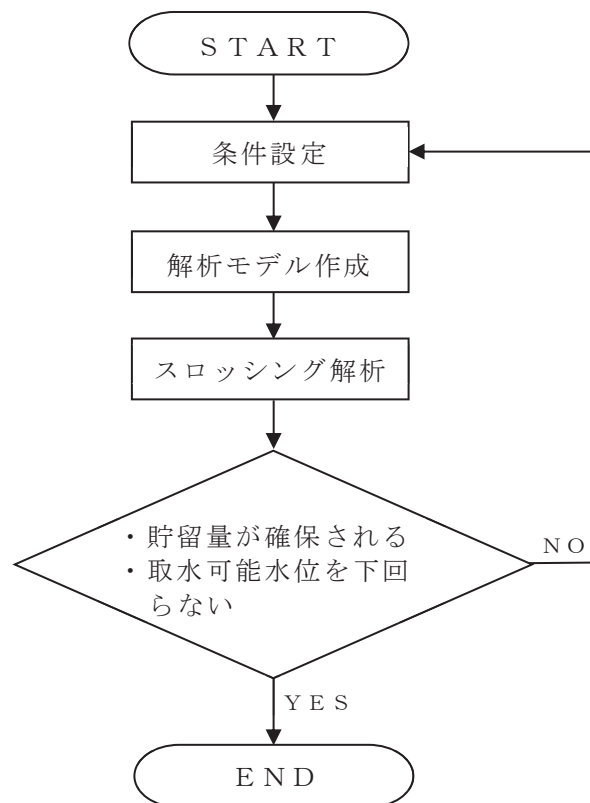 ＳＴＡＲＴ
条件設定
解析モデル作成
スロッシング解析
・貯留量が確保される
・取水可能水位を下回
らない
ＮＯ
ＹＥＳ
ＥＮＤ